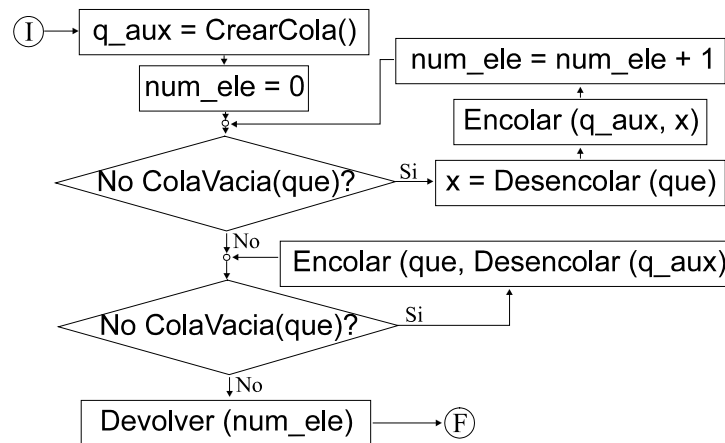 I
q_aux = CrearCola()
num_ele = 0
num_ele = num_ele + 1
Encolar (q_aux, x)
No ColaVacia(que)?
Si
x = Desencolar (que)
No
Encolar (que, Desencolar (q_aux)
No ColaVacia(que)?
Si
No
Devolver (num_ele)
F